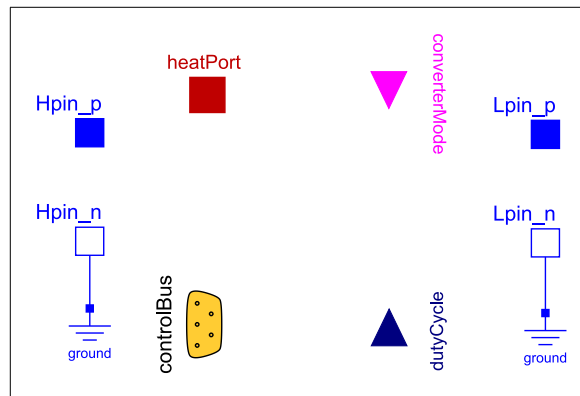 heatPort
converterMode
Hpin_p
Lpin_p
Hpin_n
Lpin_n
controlBus
dutyCycle
ground
ground